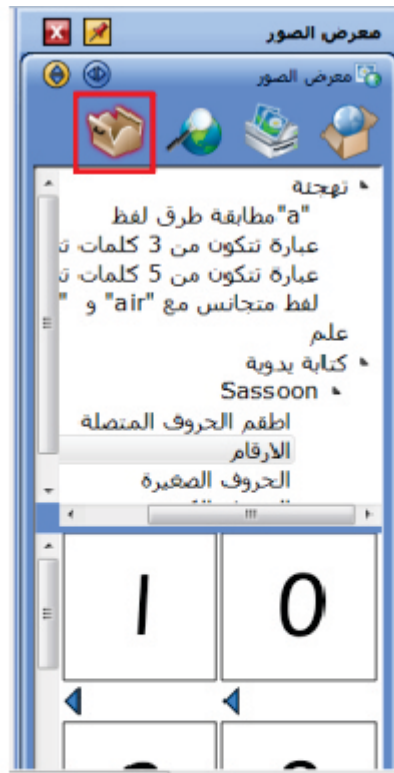 معرض الصور
معرض الصور
تهجئة
"a"مطابقة طرق لفظ
عبارة تتكون من 3 كلمات
عبارة تتكون من 5 كلمات
لفظ متجانس مع "air" و "
علم
كتابة يدوية
Sassoon
اطقم الحروف المتصلة
الارقام
الحروف الصغيرة
0
1